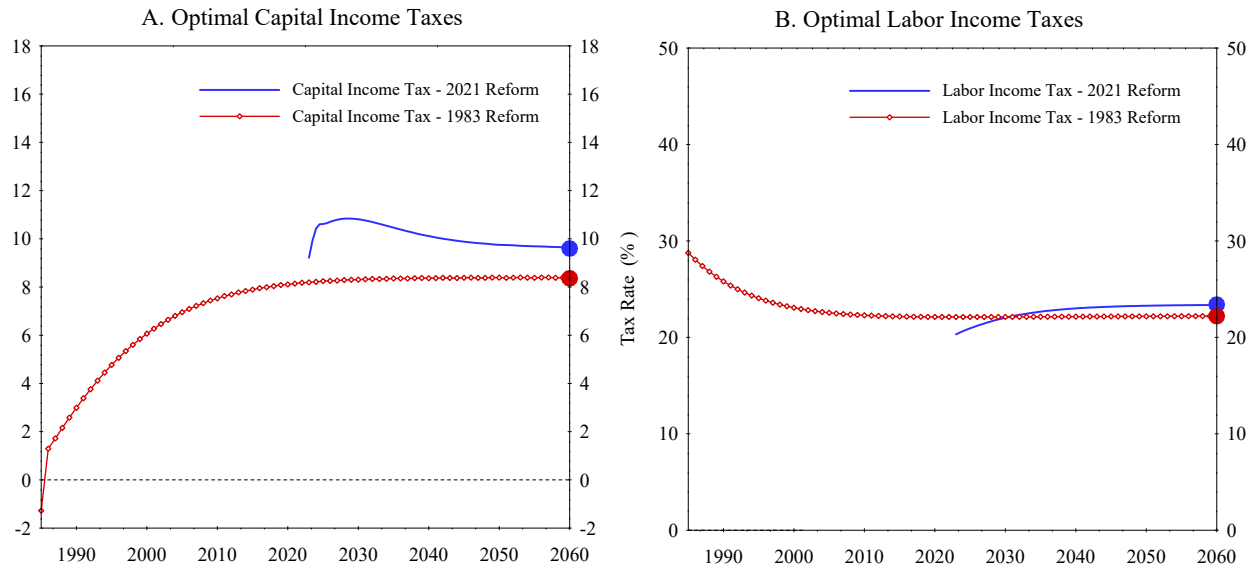 A. Optimal Capital Income Taxes
18 18
16 16
14 14
12 12
10 10
8 8
6 6
4 4
2 2
0 0
-2 -2
Capital Income Tax - 2021 Reform
Capital Income Tax - 1983 Reform
1990 2000 2010 2020 2030 2040 2050 2060
B. Optimal Labor Income Taxes
Tax Rate (%)
50 50
40 40
30 30
20 20
10 10
0 0
Labor Income Tax - 2021 Reform
Labor Income Tax - 1983 Reform
1990 2000 2010 2020 2030 2040 2050 2060